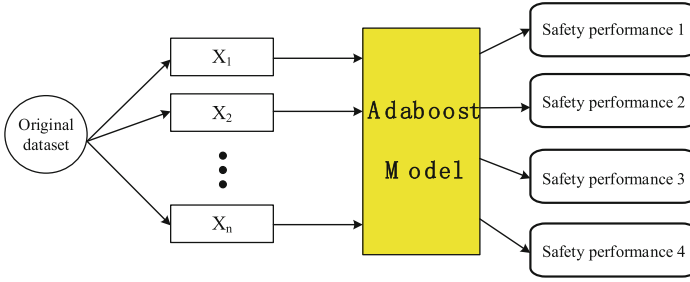 Original
dataset
X1
X2
Xn
Adaboost
Model
Safety performance 1
Safety performance 2
Safety performance 3
Safety performance 4